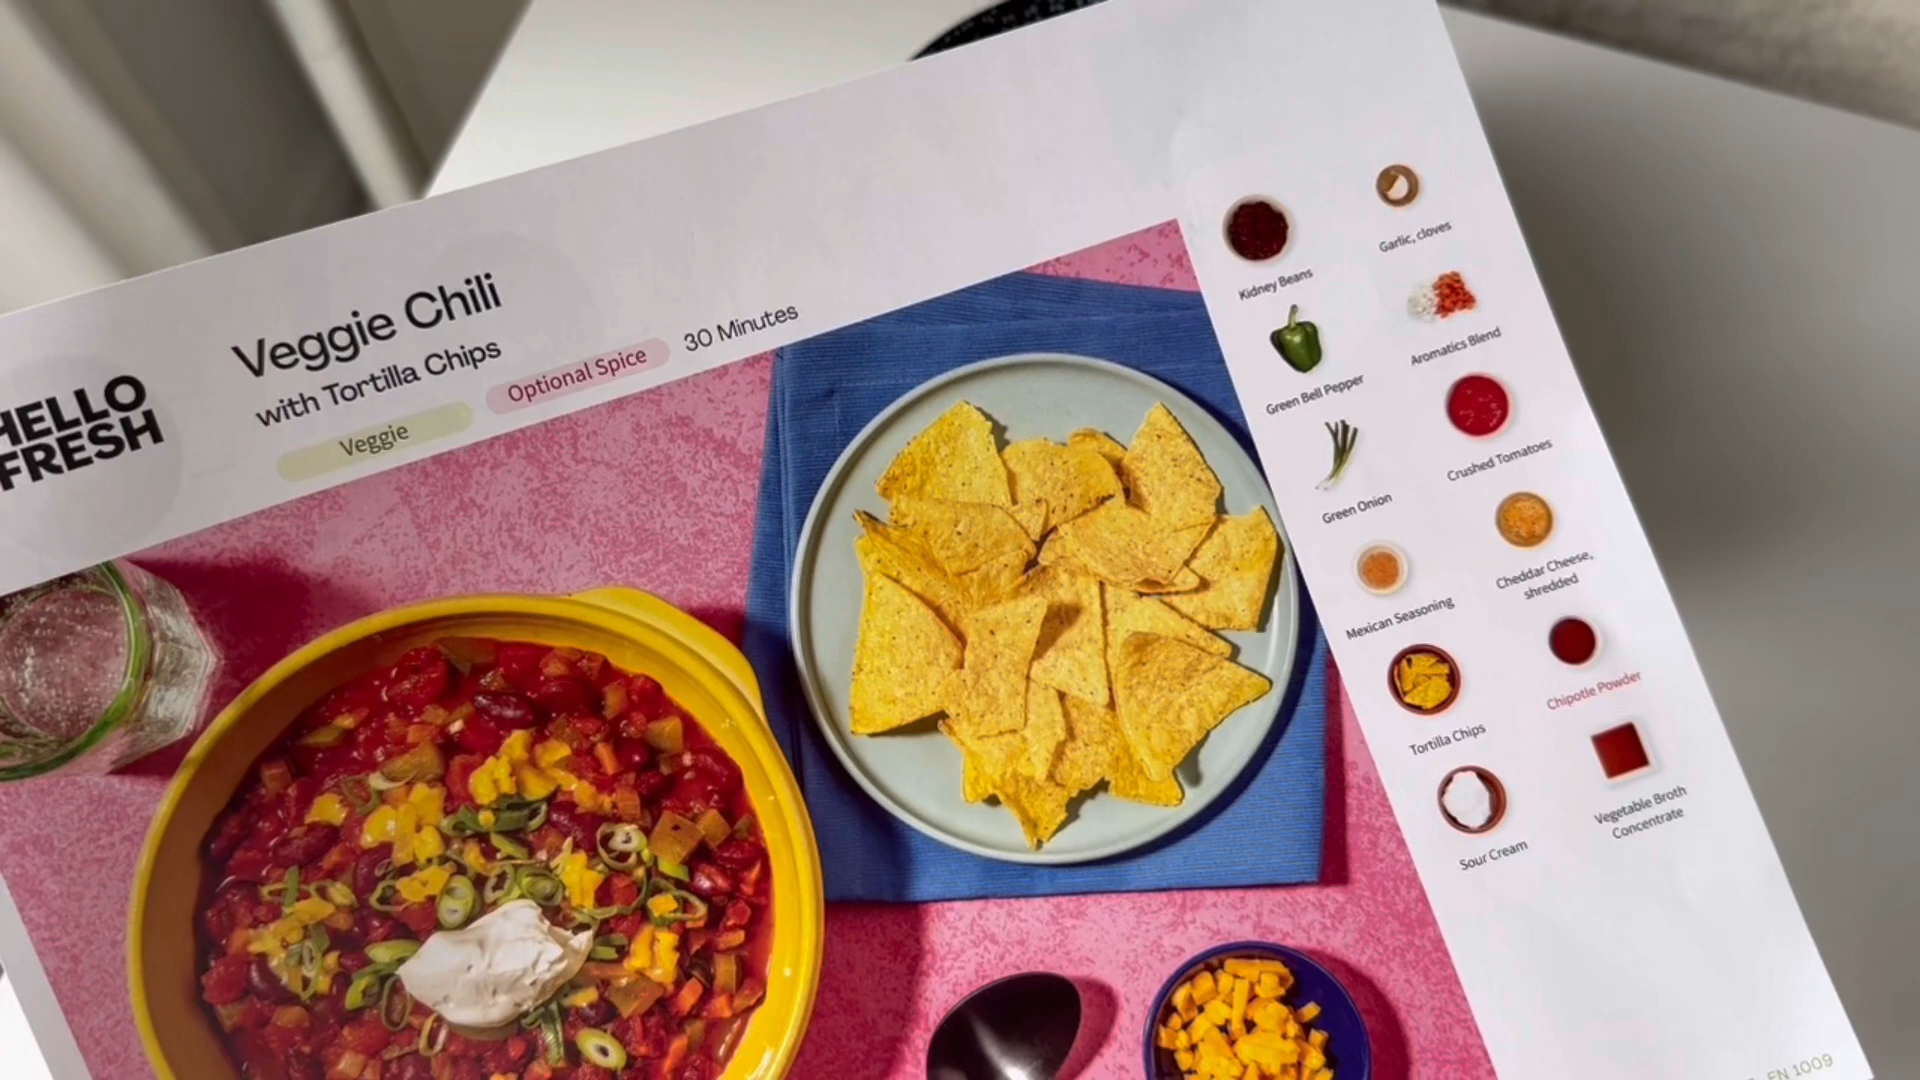 HELLO
FRESH
Veggie Chili
with Tortilla Chips
Veggie
Optional Spice
30 Minutes
Kidney Beans
Garlic, cloves
Green Bell Pepper
Aromatics Blend
Green Onion
Crushed Tomatoes
Mexican Seasoning
Cheddar Cheese,
shredded
Tortilla Chips
Chipotle Powder
Sour Cream
Vegetable Broth
Concentrate
EN 1009